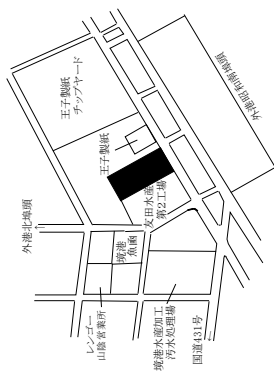 外港昭和南埠頭
王子製紙
チップヤード
王子製紙
友田水産
第2工場
外港北埠頭
境港
魚函
レンゴー
山陰営業所
境港水産加工
汚水処理場
国道431号